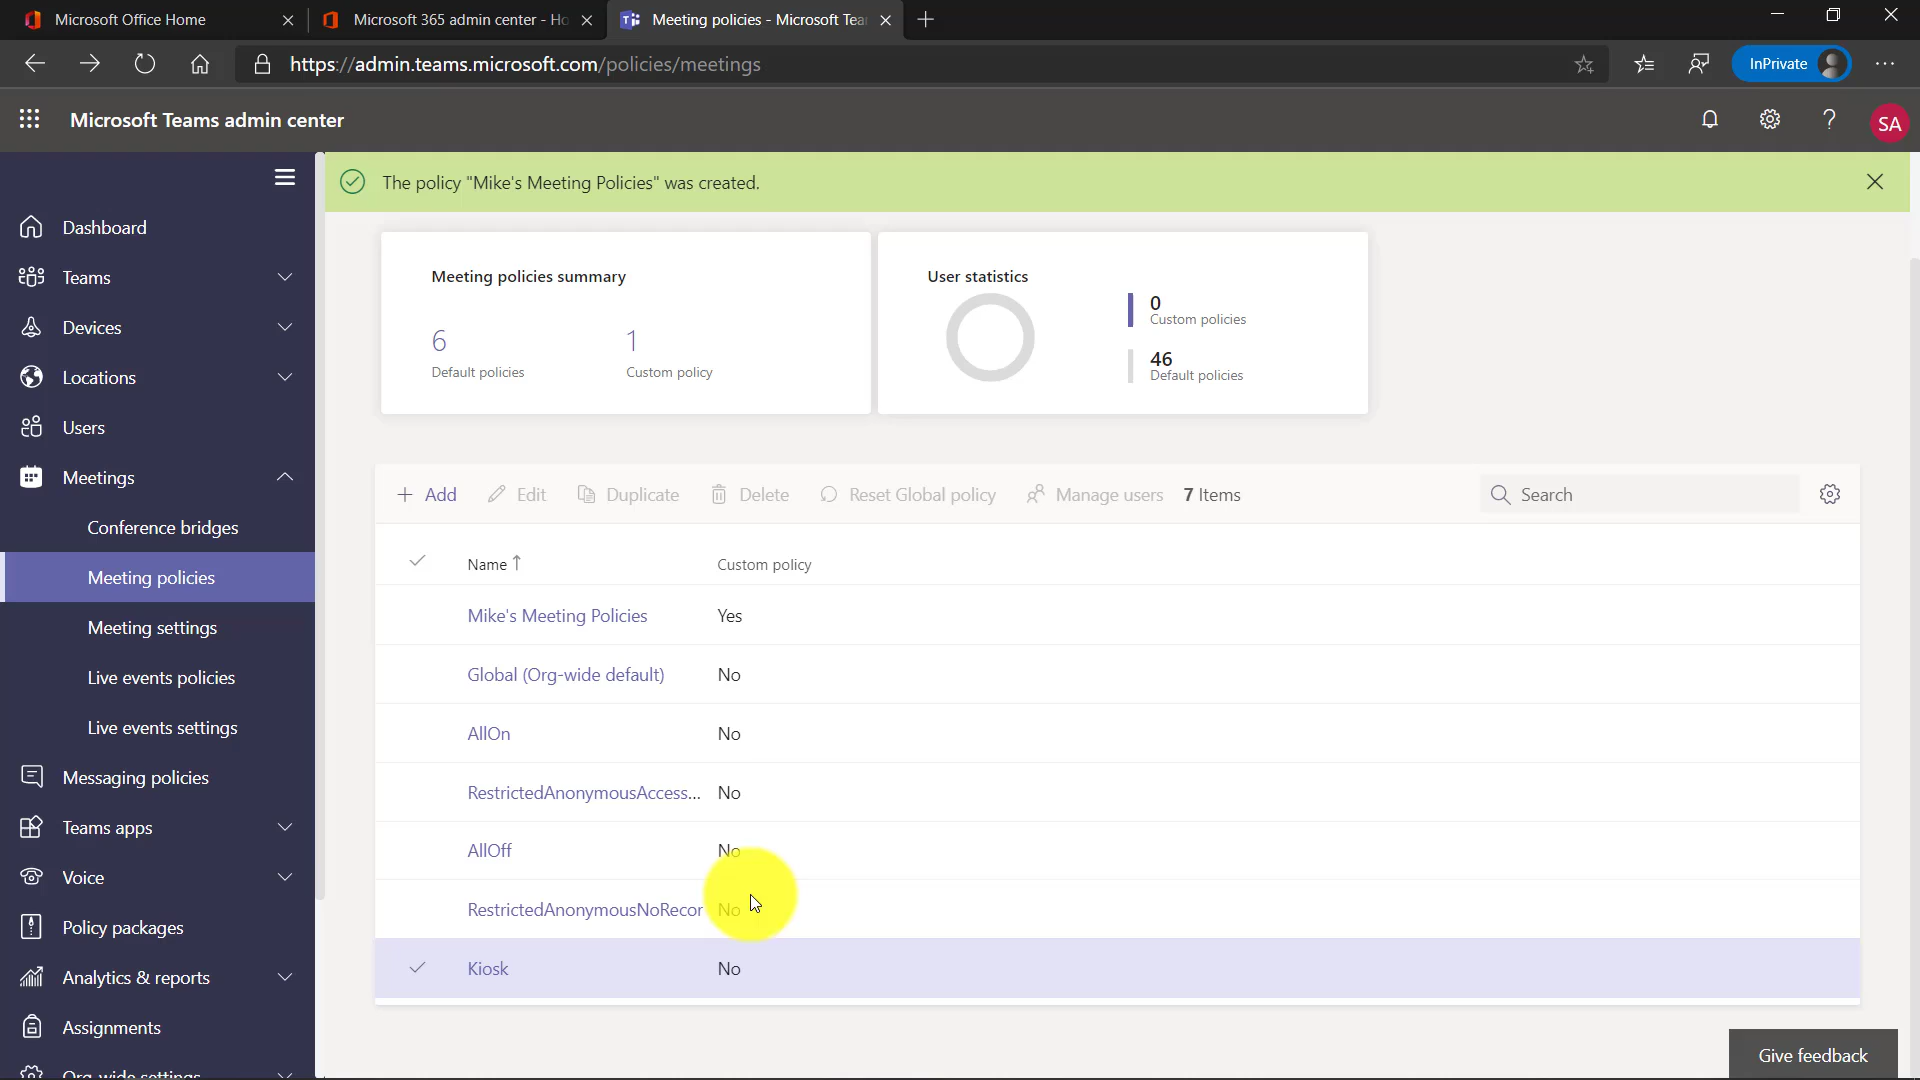 Microsoft Office Home
Microsoft 365 admin center - Ho
Meeting policies - Microsoft Tea
https://admin.teams.microsoft.com/policies/meetings
InPrivate
Microsoft Teams admin center
SA
The policy "Mike's Meeting Policies" was created.
Dashboard
Teams
Devices
Locations
Users
Meetings
Conference bridges
Meeting policies
Meeting settings
Live events policies
Live events settings
Messaging policies
Teams apps
Voice
Policy packages
Analytics & reports
Assignments
Org-wide settings
Meeting policies summary
6
Default policies
1
Custom policy
User statistics
0
Custom policies
46
Default policies
Add
Edit
Duplicate
Delete
Reset Global policy
Manage users
7 Items
Search
Name
Custom policy
Mike's Meeting Policies Yes
Global (Org-wide default) No
AllOn No
RestrictedAnonymousAccess... No
AllOff No
RestrictedAnonymousNoRecor No
Kiosk No
Give feedback